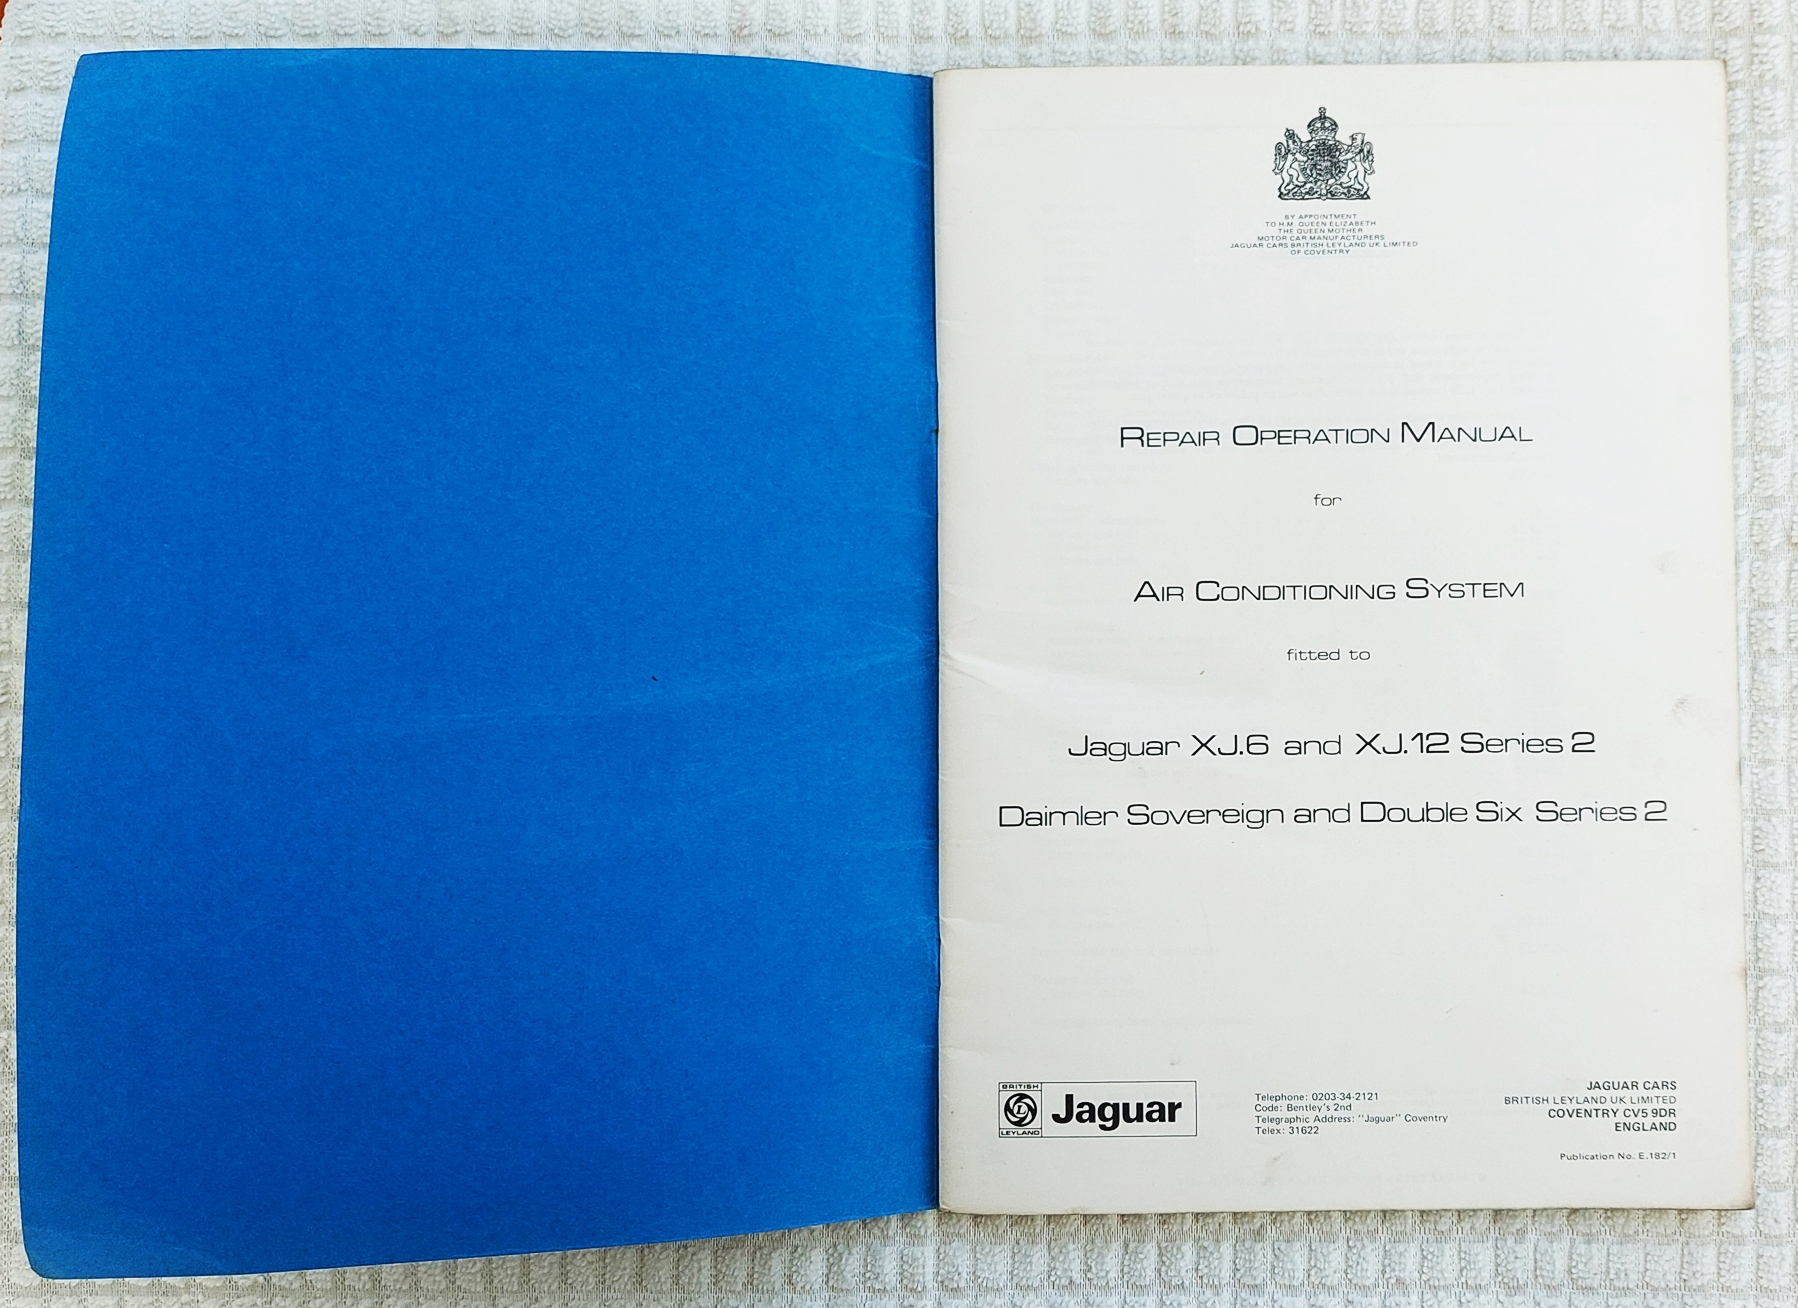 BY APPOINTMENT
TO H.M. QUEEN ELIZABETH
THE QUEEN MOTHER
MOTOR CAR MANUFACTURERS
JAGUAR CARS BRITISH LEYLAND UK LIMITED
OF COVENTRY
REPAIR OPERATION MANUAL
for
AIR CONDITIONING SYSTEM
fitted to
Jaguar XJ.6 and XJ.12 Series 2
Daimler Sovereign and Double Six Series 2
BRITISH
L
LEYLAND
Jaguar
Telephone: 0203-34-2121
Code: Bentley's 2nd
Telegraphic Address: "Jaguar" Coventry
Telex: 31622
JAGUAR CARS
BRITISH LEYLAND UK LIMITED
COVENTRY CV5 9DR
ENGLAND
Publication No. E.182/1